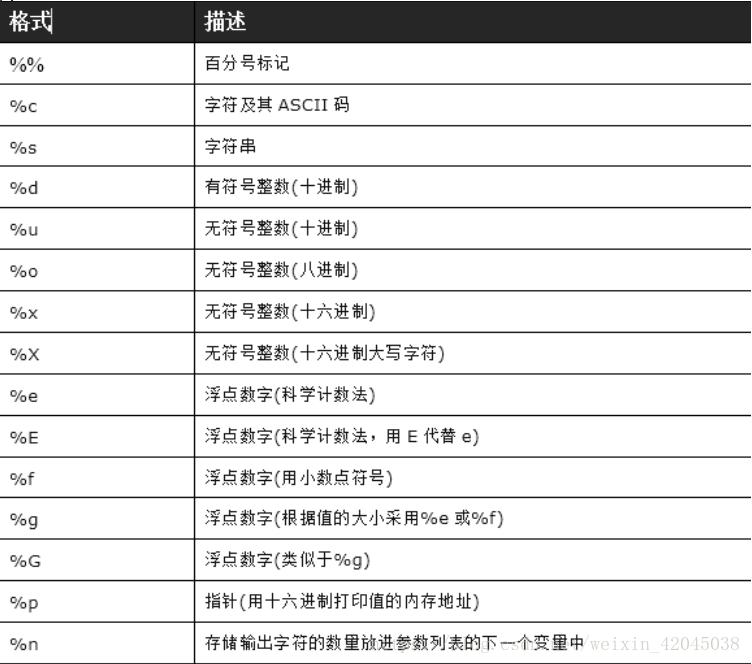 格式 描述
%% 百分号标记
%c 字符及其 ASCII 码
%s 字符串
%d 有符号整数(十进制)
%u 无符号整数(十进制)
%o 无符号整数(八进制)
%x 无符号整数(十六进制)
%X 无符号整数(十六进制大写字符)
%e 浮点数字(科学计数法)
%E 浮点数字(科学计数法，用 E 代替 e)
%f 浮点数字(用小数点符号)
%g 浮点数字(根据值的大小采用%e 或%f)
%G 浮点数字(类似于%g)
%p 指针(用十六进制打印值的内存地址)
%n 存储输出字符的数量放进参数列表的下一个变量中
/weixin_42045038